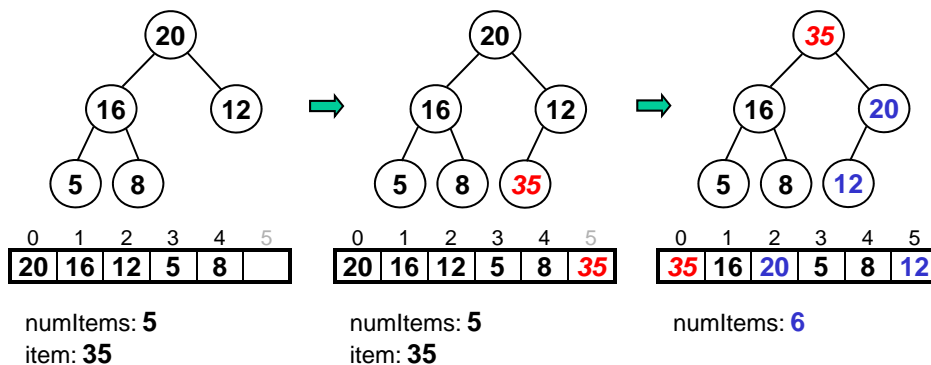 20 20 35
16 12 16 12 16 20
5 8 5 8 35 5 8 12
0 1 2 3 4 5 0 1 2 3 4 5 0 1 2 3 4 5
20 16 12 5 8 20 16 12 5 8 35 35 16 20 5 8 12
numItems: 5 numItems: 5 numItems: 6
item: 35 item: 35